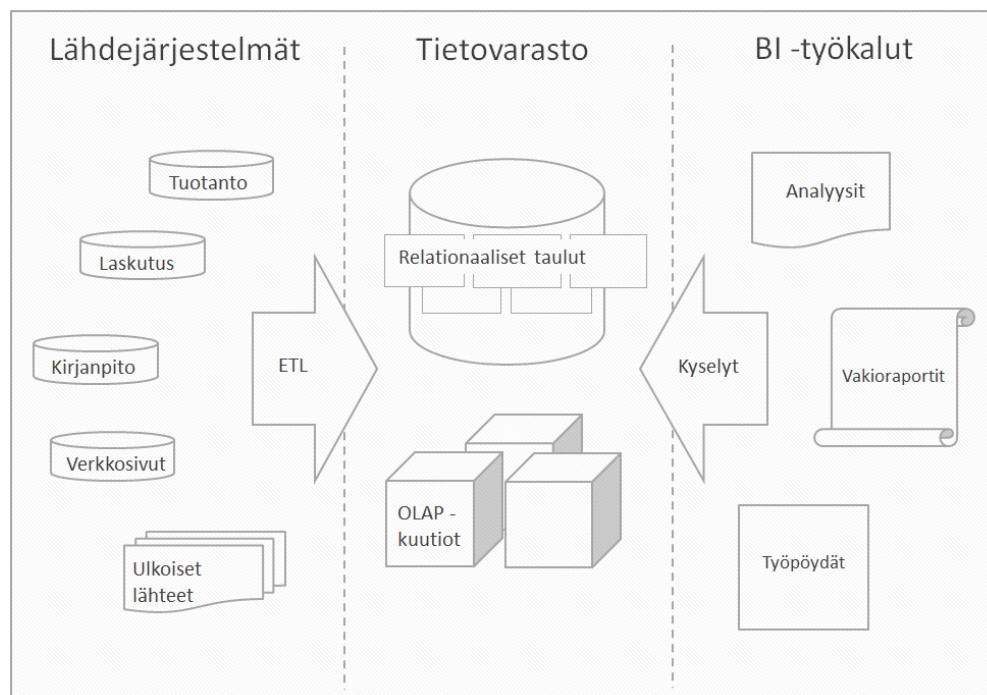 Lähdejärjestelmät
Tietovarasto
BI -työkalut
Tuotanto
Laskutus
Kirjanpito
Verkkosivut
Ulkoiset
lähteet
ETL
Relationaaliset taulut
OLAP -
kuutiot
Kyselyt
Analyysit
Vakioraportit
Työpöydät